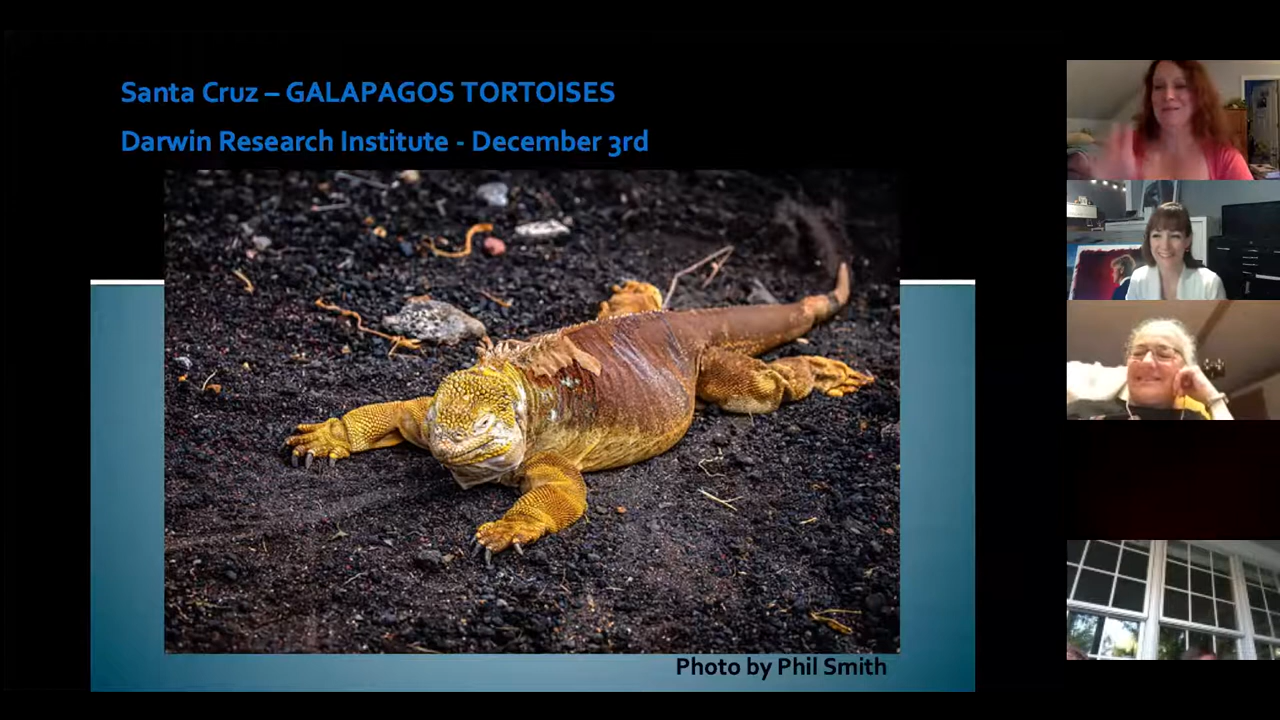 Santa Cruz – GALAPAGOS TORTOISES
Darwin Research Institute - December 3rd
Photo by Phil Smith